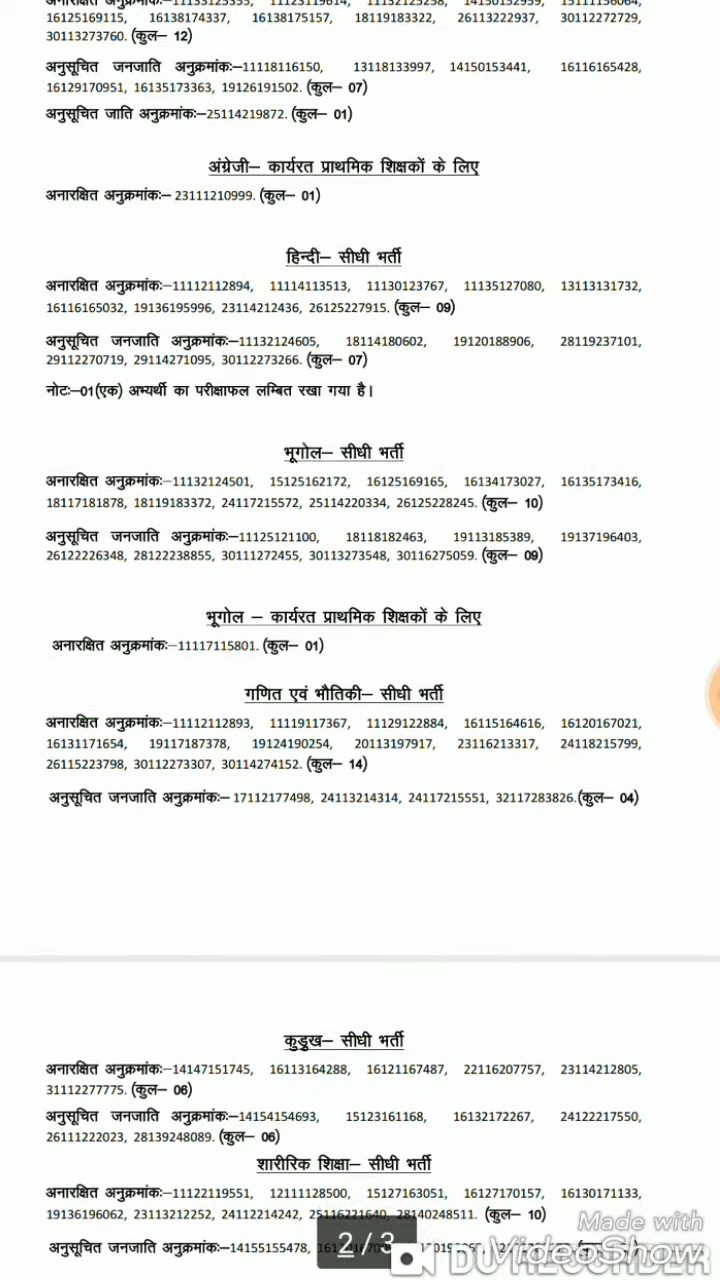 16125169115, 16138174337, 16138175157, 18119183322, 26113222937, 30112272729,
30113273760. (कुल– 12)
अनुसूचित जनजाति अनुक्रमांकः–11118116150, 13118133997, 14150153441, 16116165428,
16129170951, 16135173363, 19126191502. (कुल– 07)
अनुसूचित जाति अनुक्रमांकः–25114219872. (कुल– 01)
अंग्रेजी– कार्यरत प्राथमिक शिक्षकों के लिए
अनारक्षित अनुक्रमांकः– 23111210999. (कुल– 01)
हिन्दी– सीधी भर्ती
अनारक्षित अनुक्रमांकः–11112112894, 11114113513, 11130123767, 11135127080, 13113131732,
16116165032, 19136195996, 23114212436, 26125227915. (कुल– 09)
अनुसूचित जनजाति अनुक्रमांकः–11132124605, 18114180602, 19120188906, 28119237101,
29112270719, 29114271095, 30112273266. (कुल– 07)
नोटः–01(एक) अभ्यर्थी का परीक्षाफल लम्बित रखा गया है।
भूगोल– सीधी भर्ती
अनारक्षित अनुक्रमांकः–11132124501, 15125162172, 16125169165, 16134173027, 16135173416,
18117181878, 18119183372, 24117215572, 25114220334, 26125228245. (कुल– 10)
अनुसूचित जनजाति अनुक्रमांकः–11125121100, 18118182463, 19113185389, 19137196403,
26122226348, 28122238855, 30111272455, 30113273548, 30116275059. (कुल– 09)
भूगोल – कार्यरत प्राथमिक शिक्षकों के लिए
अनारक्षित अनुक्रमांकः–11117115801. (कुल– 01)
गणित एवं भौतिकी– सीधी भर्ती
अनारक्षित अनुक्रमांकः–11112112893, 11119117367, 11129122884, 16115164616, 16120167021,
16131171654, 19117187378, 19124190254, 20113197917, 23116213317, 24118215799,
26115223798, 30112273307, 30114274152. (कुल– 14)
अनुसूचित जनजाति अनुक्रमांकः– 17112177498, 24113214314, 24117215551, 32117283826.(कुल– 04)
कुडुख– सीधी भर्ती
अनारक्षित अनुक्रमांकः–14147151745, 16113164288, 16121167487, 22116207757, 23114212805,
31112277775. (कुल– 06)
अनुसूचित जनजाति अनुक्रमांकः–14154154693, 15123161168, 16132172267, 24122217550,
26111222023, 28139248089. (कुल– 06)
शारीरिक शिक्षा– सीधी भर्ती
अनारक्षित अनुक्रमांकः–11122119551, 12111128500, 15127163051, 16127170157, 16130171133,
19136196062, 23113212252, 24112214242, 25116221640, 28140248511. (कुल– 10)
अनुसूचित जनजाति अनुक्रमांकः–14155155478,
2 / 3
Made with
VideoShow
DU RECORDER